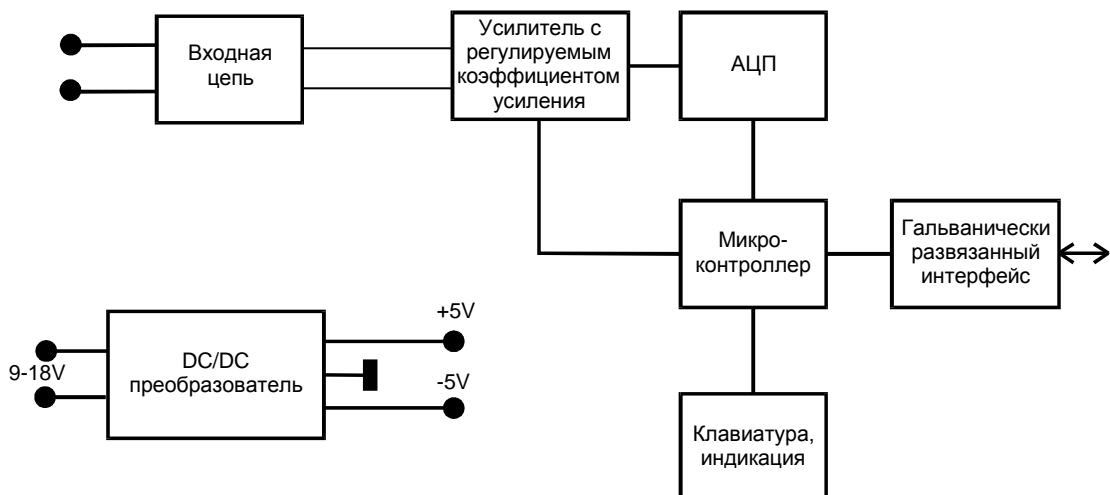 Входная
цепь
Усилитель с
регулируемым
коэффициентом
усиления
АЦП
Микро-
контроллер
Гальванически
развязанный
интерфейс
9-18V
DC/DC
преобразователь
+5V
-5V
Клавиатура,
индикация